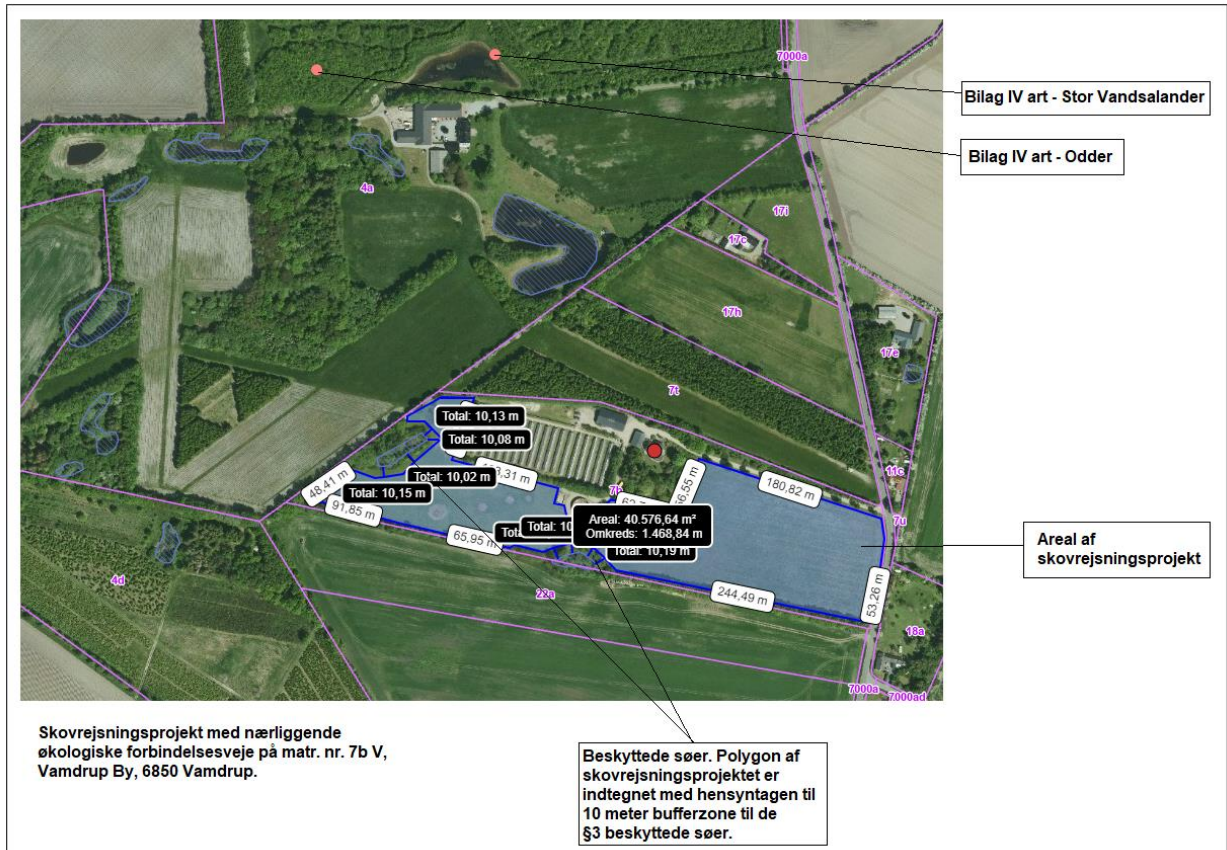 7000a
Bilag IV art - Stor Vandsalander
Bilag IV art - Odder
4a
17i
17c
17h
17e
7t
11c
7u
Total: 10,13 m
Total: 10,08 m
Total: 10,02 m
Total: 10,15 m
48,41 m
91,85 m
65,95 m
180,82 m
7b
Total: 10
Areal: 40.576,64 m²
Omkreds: 1.468,84 m
Total: 10,19 m
244,49 m
53,26 m
Areal af
skovrejsningsprojekt
4d
22a
18a
7000a
7000ad
Skovrejsningsprojekt med nærliggende
økologiske forbindelsesveje på matr. nr. 7b V,
Vamdrup By, 6850 Vamdrup.
Beskyttede søer. Polygon af
skovrejsningsprojektet er
indtegnet med hensyntagen til
10 meter bufferzone til de
§3 beskyttede søer.